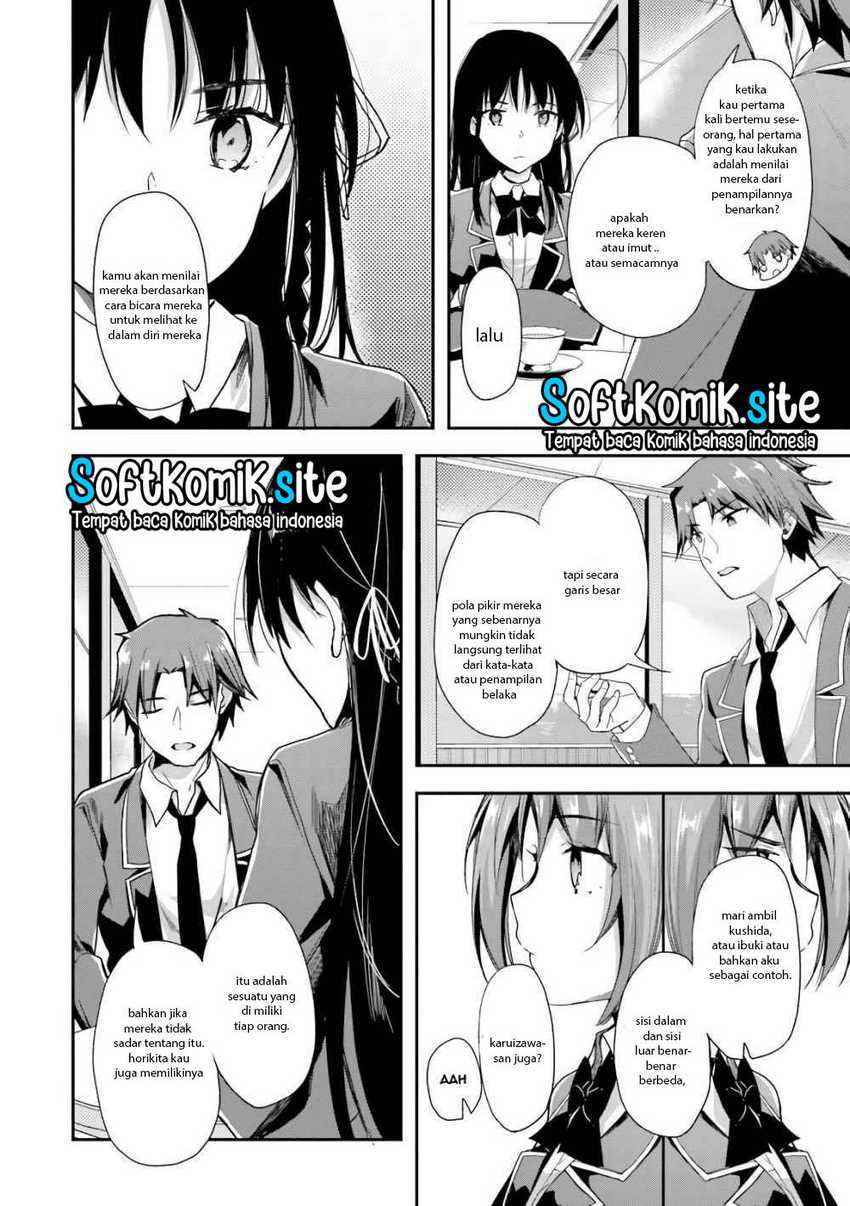 ketika
kau pertama
kali bertemu sese-
orang, hal pertama
yang kau lakukan
adalah menilai
mereka dari
penampilannya
benarkan?
apakah
mereka keren
atau imut ..
atau semacamnya
lalu
kamu akan menilai
mereka berdasarkan
cara bicara mereka
untuk melihat ke
dalam diri mereka
SoftKomik.site
Tempat baca Komik bahasa indonesia
SoftKomik.site
Tempat baca Komik bahasa indonesia
tapi secara
garis besar
pola pikir mereka
yang sebenarnya
mungkin tidak
langsung terlihat
dari kata-kata
atau penampilan
belaka
mari ambil
kushida,
atau ibuki atau
bahkan aku
sebagai contoh.
sisi dalam
dan sisi
luar benar-
benar
berbeda,
karuizawa-
san juga?
AAH
itu adalah
sesuatu yang
di miliki
tiap orang.
bahkan jika
mereka tidak
sadar tentang itu.
horikita kau
juga memilikinya